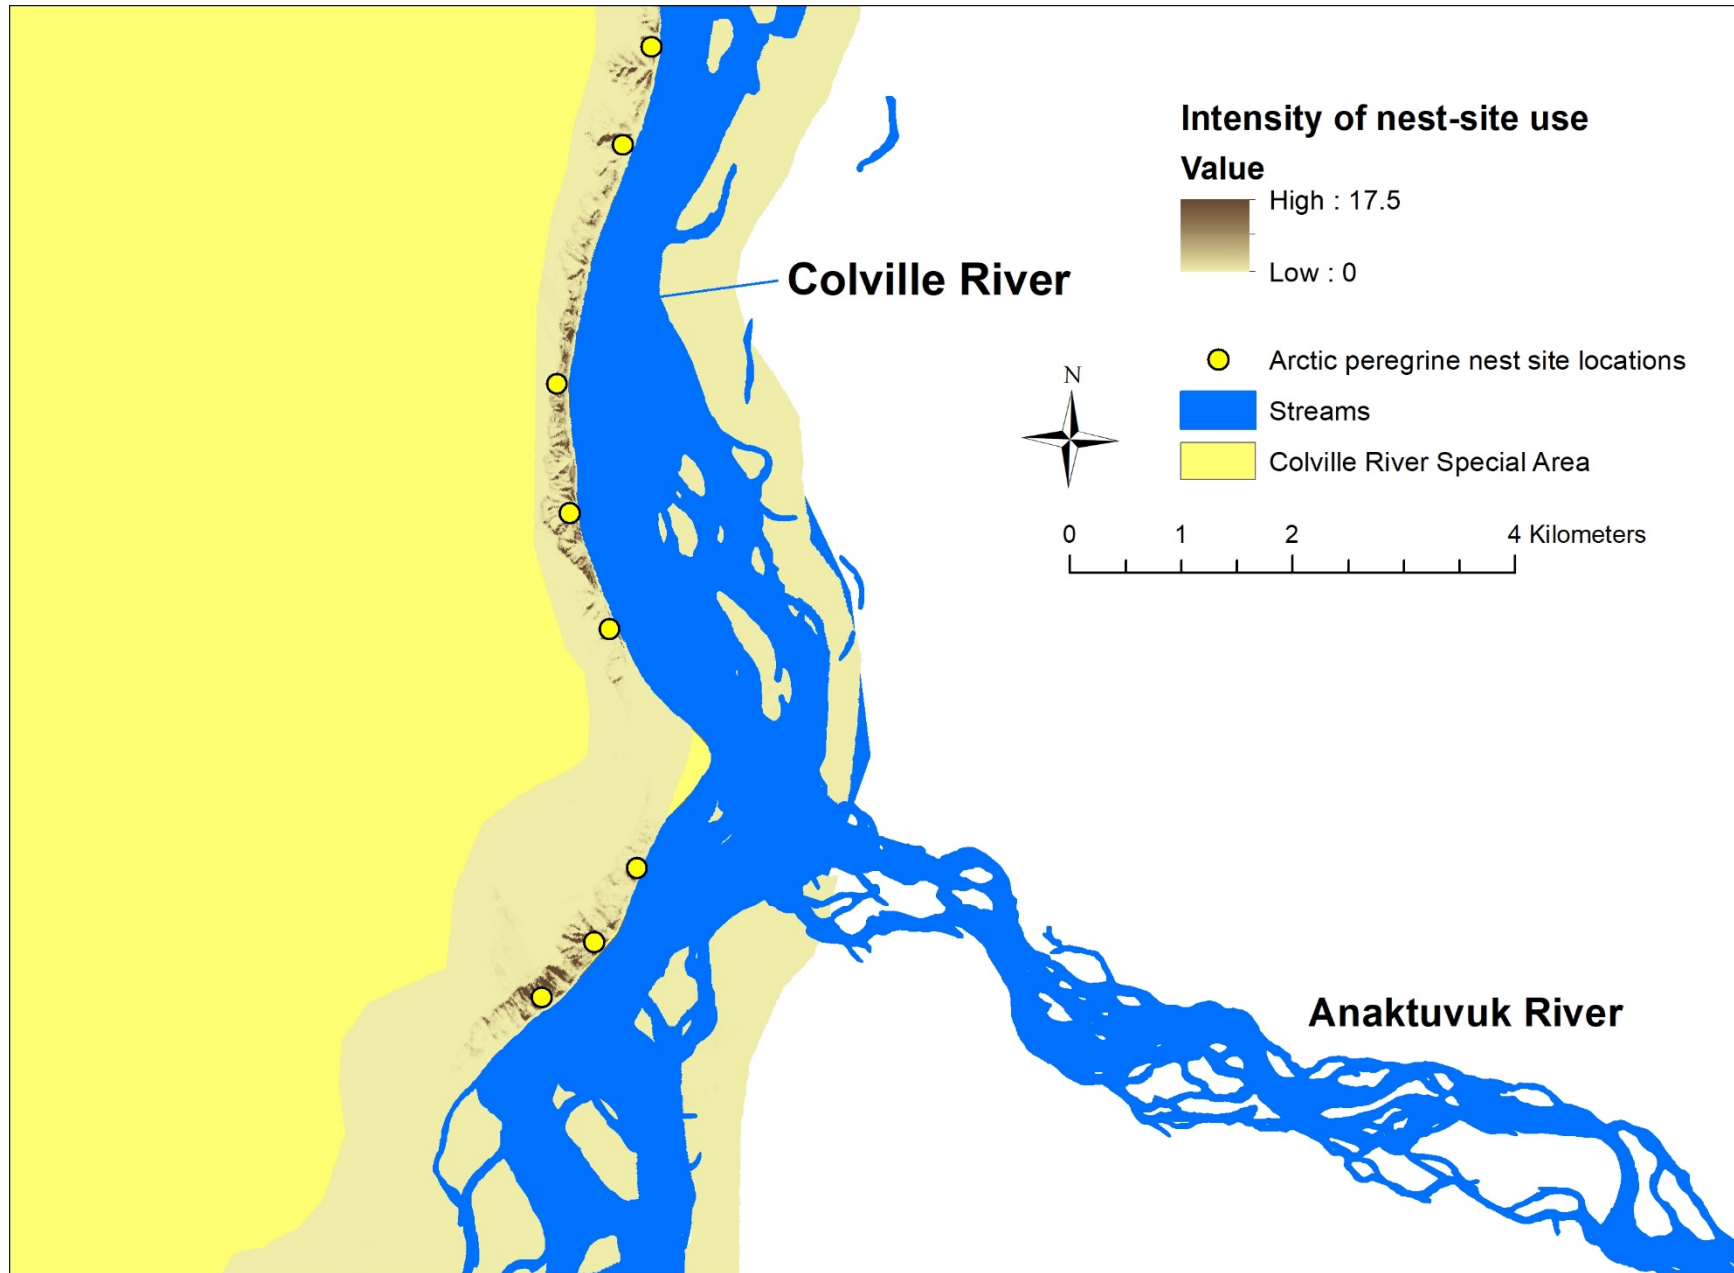 Intensity of nest-site use
Value
High : 17.5
Low : 0
Colville River
N
Arctic peregrine nest site locations
Streams
Colville River Special Area
0 1 2 4 Kilometers
Anaktuvuk River